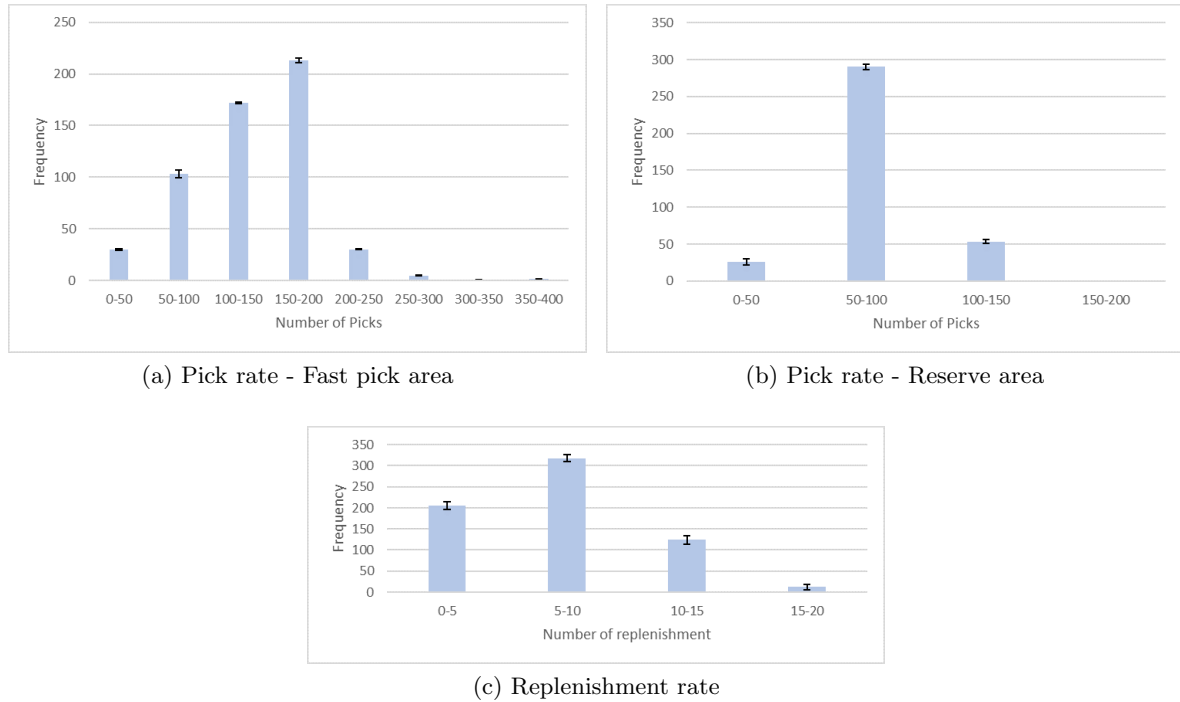 250
200
150
100
50
0
Frequency
0-50 50-100 100-150 150-200 200-250 250-300 300-350 350-400
Number of Picks
(a) Pick rate - Fast pick area
350
300
250
200
150
100
50
0
Frequency
0-50 50-100 100-150 150-200
Number of Picks
(b) Pick rate - Reserve area
350
300
250
200
150
100
50
0
Frequency
0-5 5-10 10-15 15-20
Number of replenishment
(c) Replenishment rate